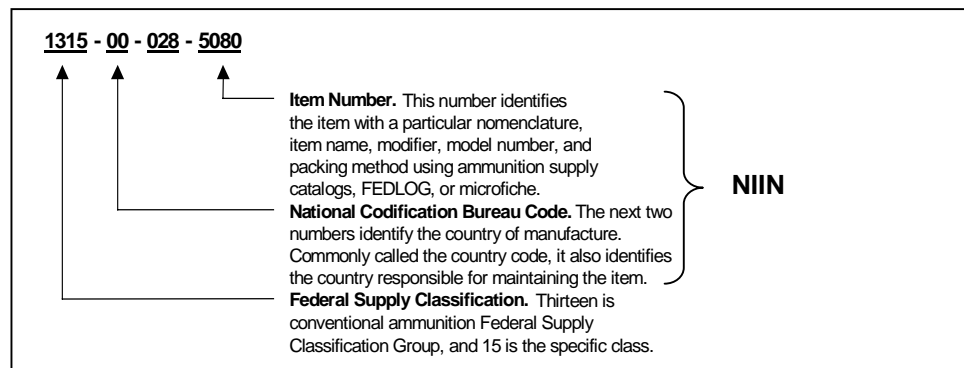 1315 - 00 - 028 - 5080
Item Number. This number identifies
the item with a particular nomenclature,
item name, modifier, model number, and
packing method using ammunition supply
catalogs, FEDLOG, or microfiche.
NIIN
National Codification Bureau Code. The next two
numbers identify the country of manufacture.
Commonly called the country code, it also identifies
the country responsible for maintaining the item.
Federal Supply Classification. Thirteen is
conventional ammunition Federal Supply
Classification Group, and 15 is the specific class.